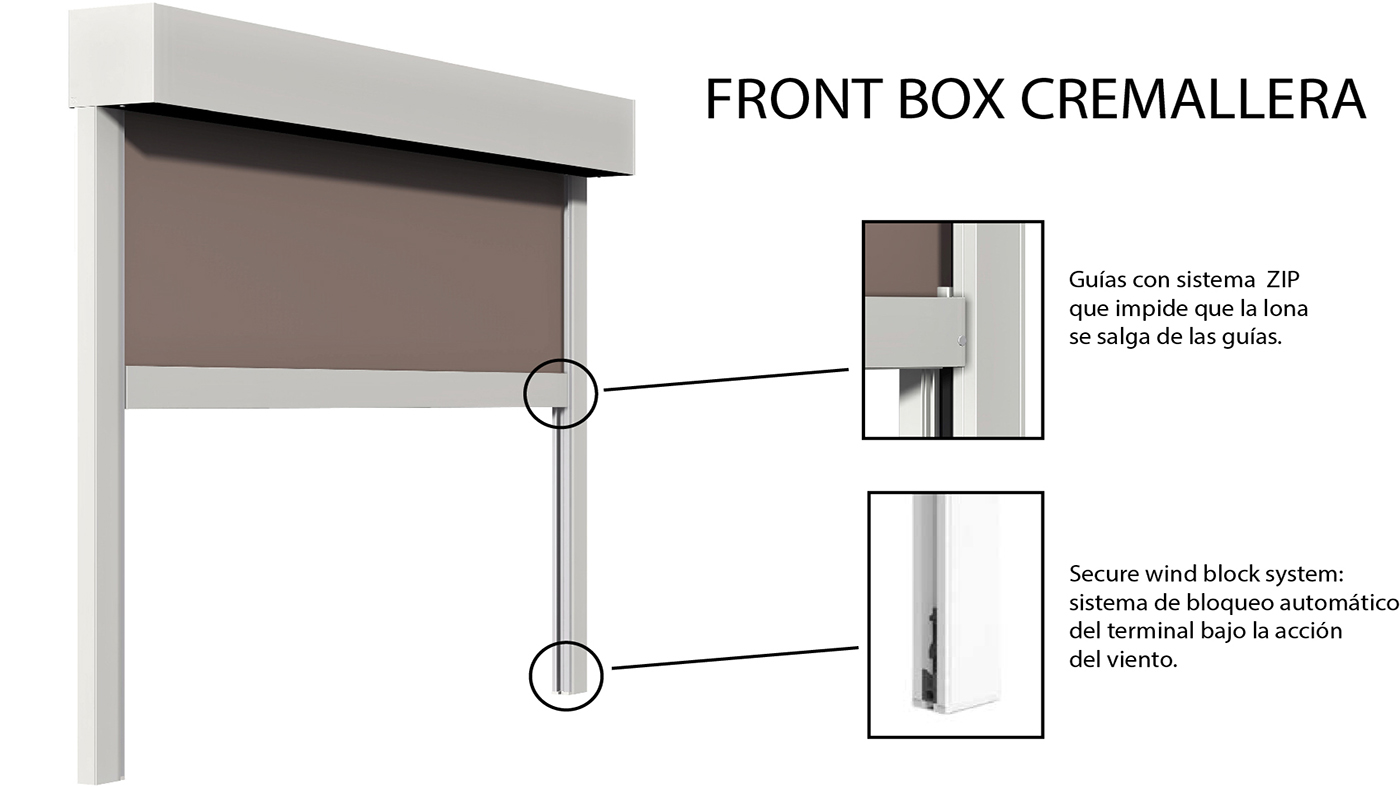 FRONT BOX CREMALLERA
Guías con sistema ZIP
que impide que la lona
se salga de las guías.
Secure wind block system:
sistema de bloqueo automático
del terminal bajo la acción
del viento.